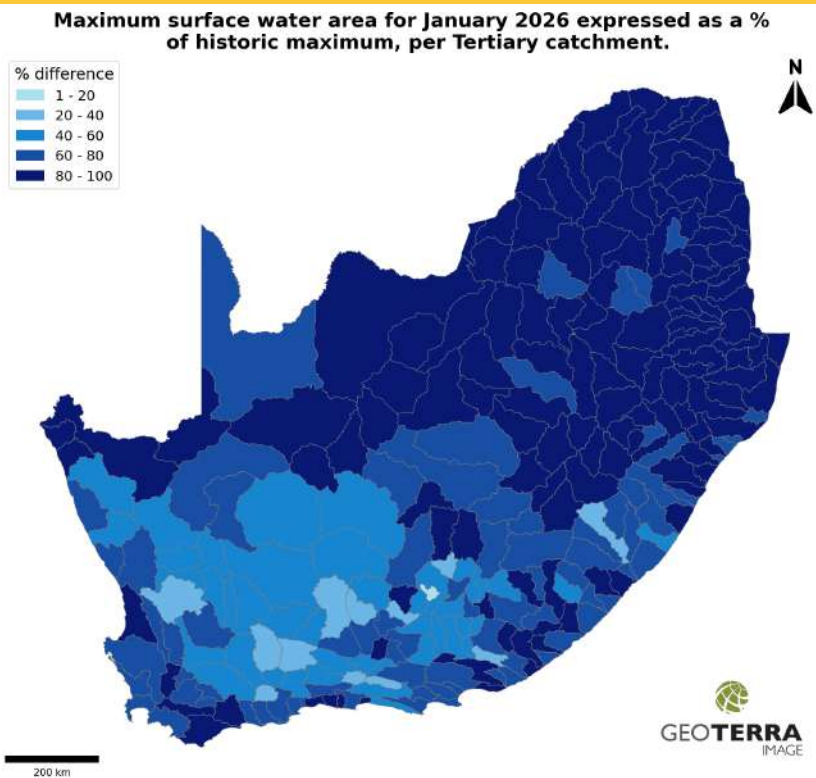 Maximum surface water area for January 2026 expressed as a %
of historic maximum, per Tertiary catchment.
% difference
1 - 20
20 - 40
40 - 60
60 - 80
80 - 100
N
GEOTERRA
IMAGE
200 km